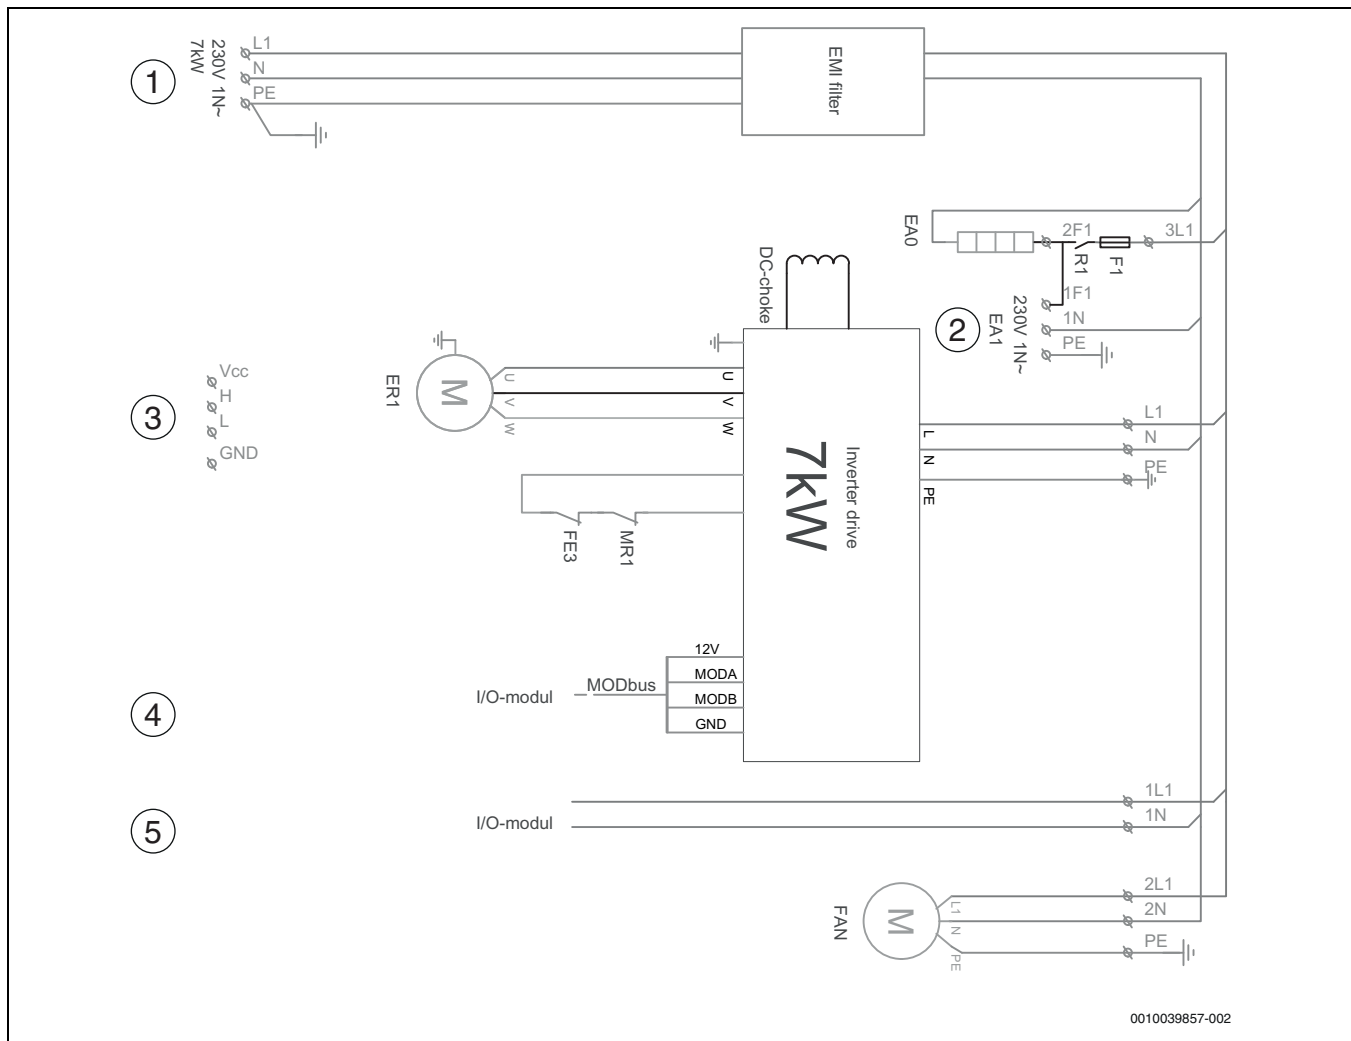 1
230V 1N~
7kW
L1
N
PE
EMI filter
EA0
2F1
R1
F1
3L1
1F1
1N
PE
2
230V 1N~
EA1
DC-choke
ER1
M
U
V
W
U
V
W
3
Vcc
H
L
GND
Inverter drive
7kW
L
N
PE
L1
N
PE
FE3
MR1
4
I/O-modul
MODbus
12V
MODA
MODB
GND
5
I/O-modul
1L1
1N
FAN
M
L1
N
PE
2L1
2N
PE
0010039857-002